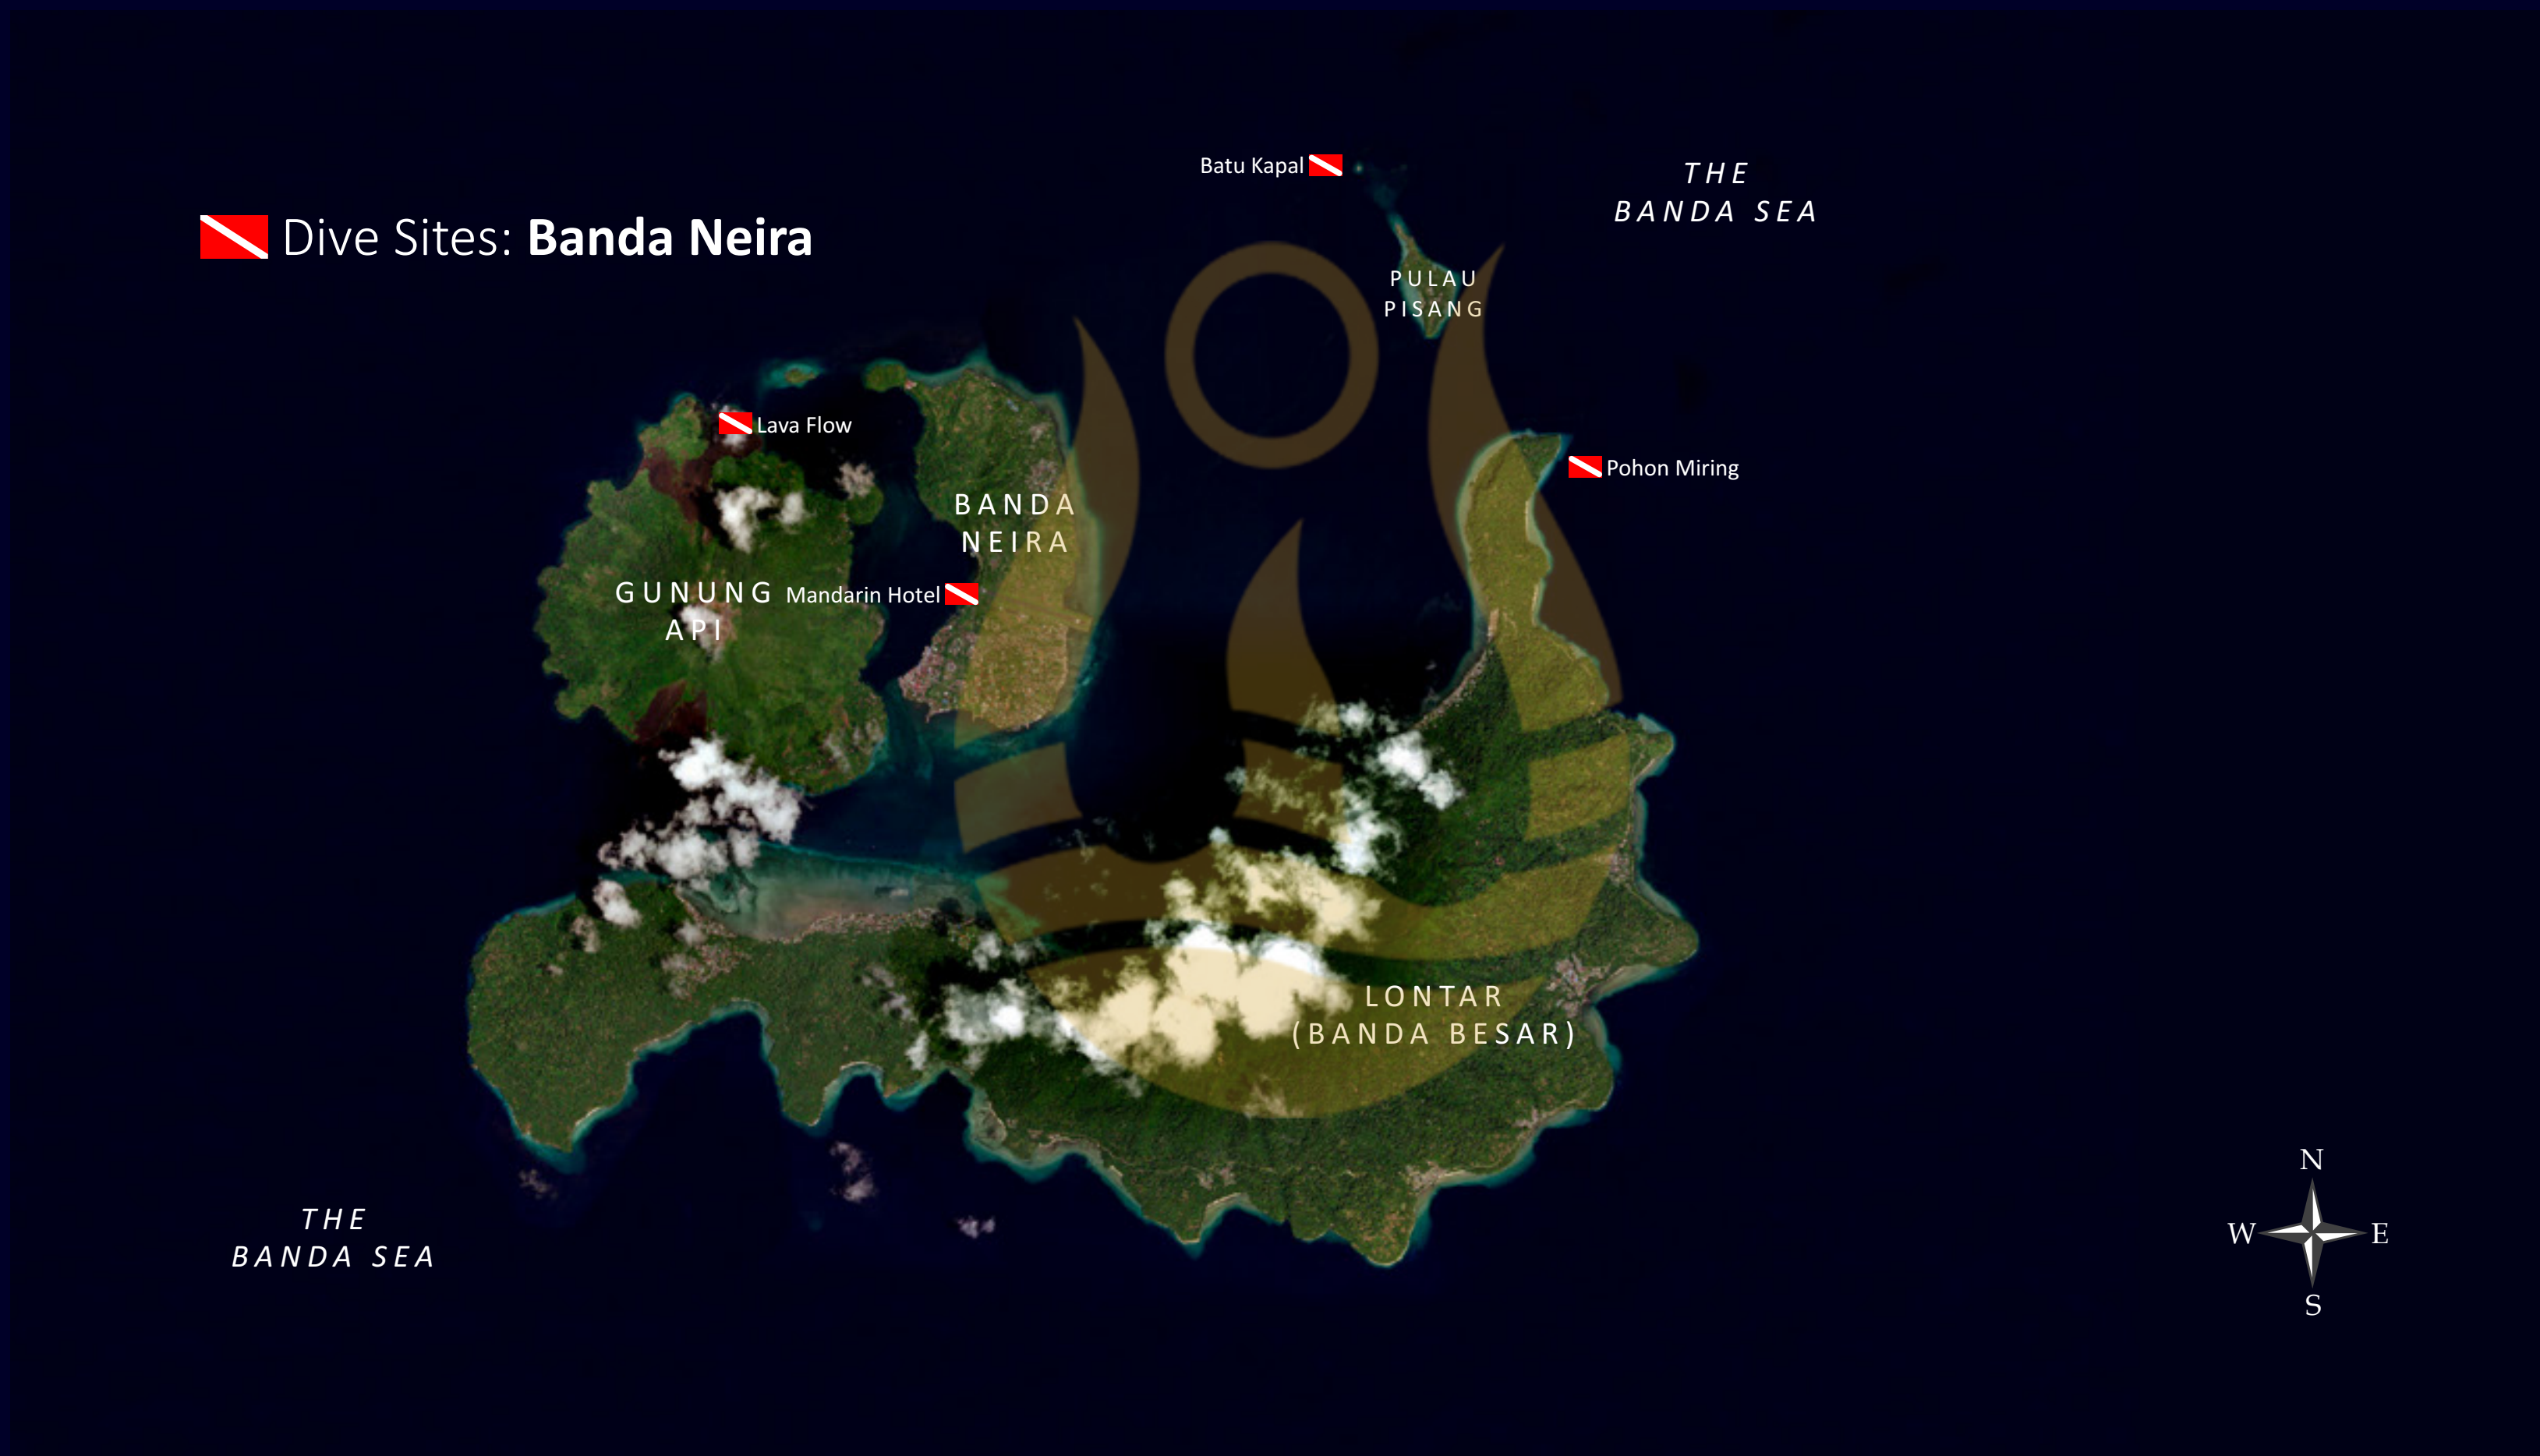 Batu Kapal
THE
BANDA SEA
Dive Sites: Banda Neira
PULAU
PISANG
Lava Flow
Pohon Miring
BANDA
NEIRA
GUNUNG
API
Mandarin Hotel
LONTAR
(BANDA BESAR)
THE
BANDA SEA
N
W
E
S